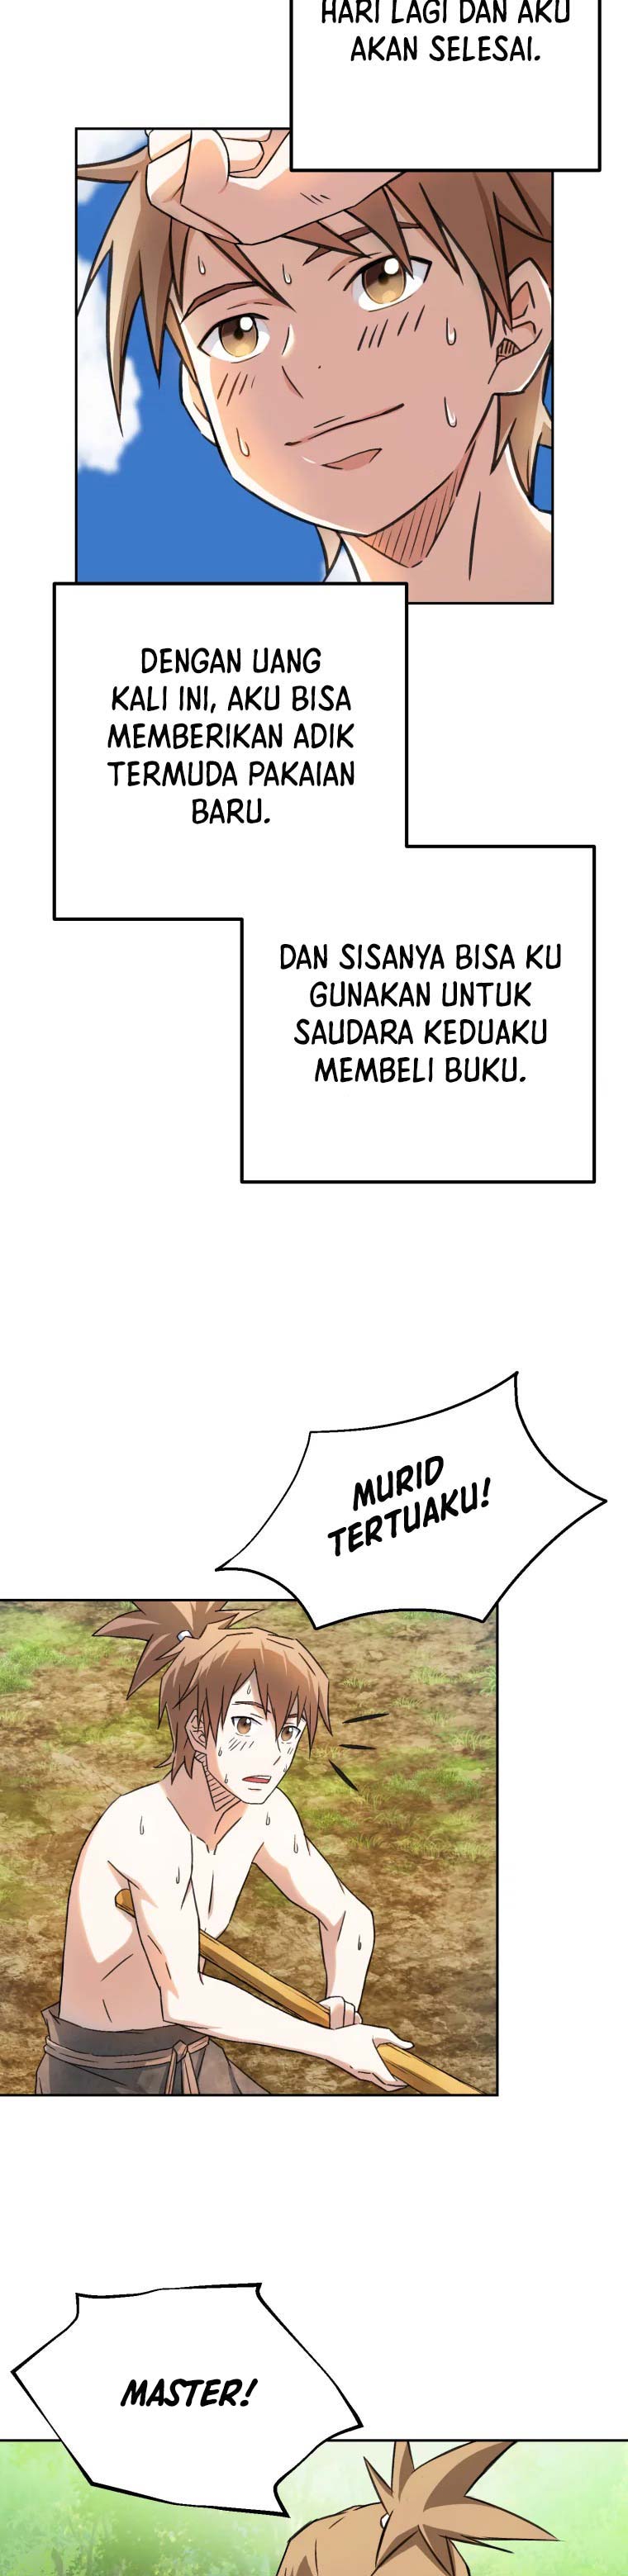 HARI LAGI DAN AKU
AKAN SELESAI.
DENGAN UANG
KALI INI, AKU BISA
MEMBERIKAN ADIK
TERMUDA PAKAIAN
BARU.
DAN SISANYA BISA KU
GUNAKAN UNTUK
SAUDARA KEDUAKU
MEMBELI BUKU.
MURID
TERTUAKU!
MASTER!